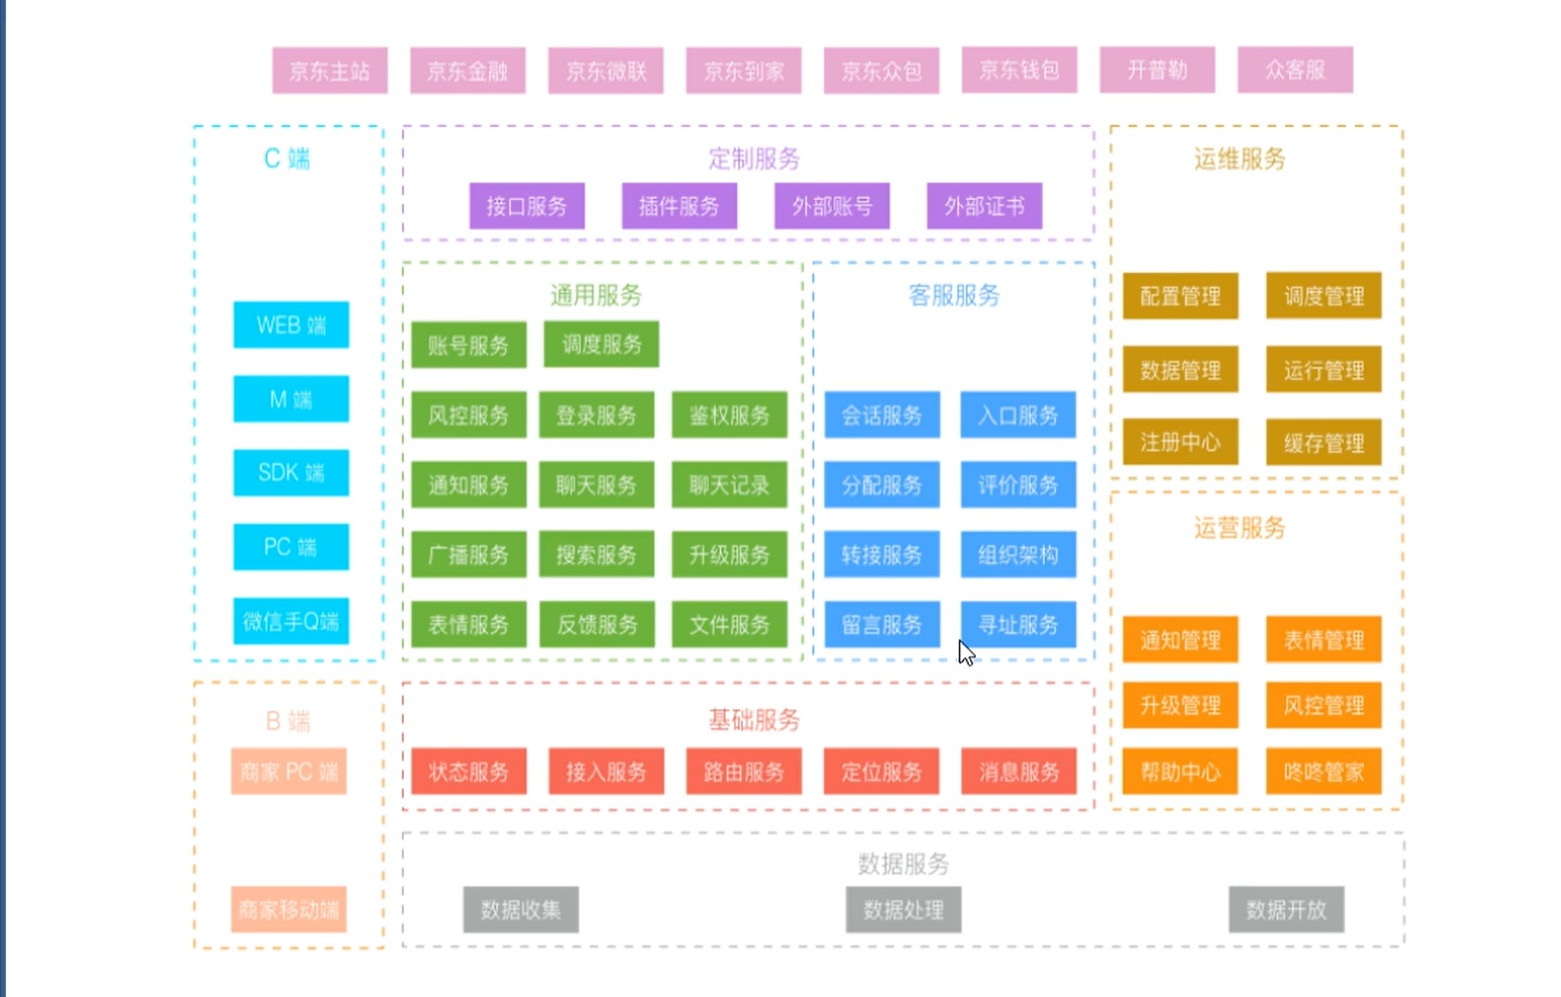 京东主站 京东金融 京东微联 京东到家 京东众包 京东钱包 开普勒 众客服
C 端
WEB 端
M 端
SDK 端
PC 端
微信手Q端
B 端
商家 PC 端
商家移动端
定制服务
接口服务 插件服务 外部账号 外部证书
通用服务
账号服务 调度服务
风控服务 登录服务 鉴权服务
通知服务 聊天服务 聊天记录
广播服务 搜索服务 升级服务
表情服务 反馈服务 文件服务
客服服务
会话服务 入口服务
分配服务 评价服务
转接服务 组织架构
留言服务 寻址服务
基础服务
状态服务 接入服务 路由服务 定位服务 消息服务
运维服务
配置管理 调度管理
数据管理 运行管理
注册中心 缓存管理
运营服务
通知管理 表情管理
升级管理 风控管理
帮助中心 咚咚管家
数据服务
数据收集 数据处理 数据开放